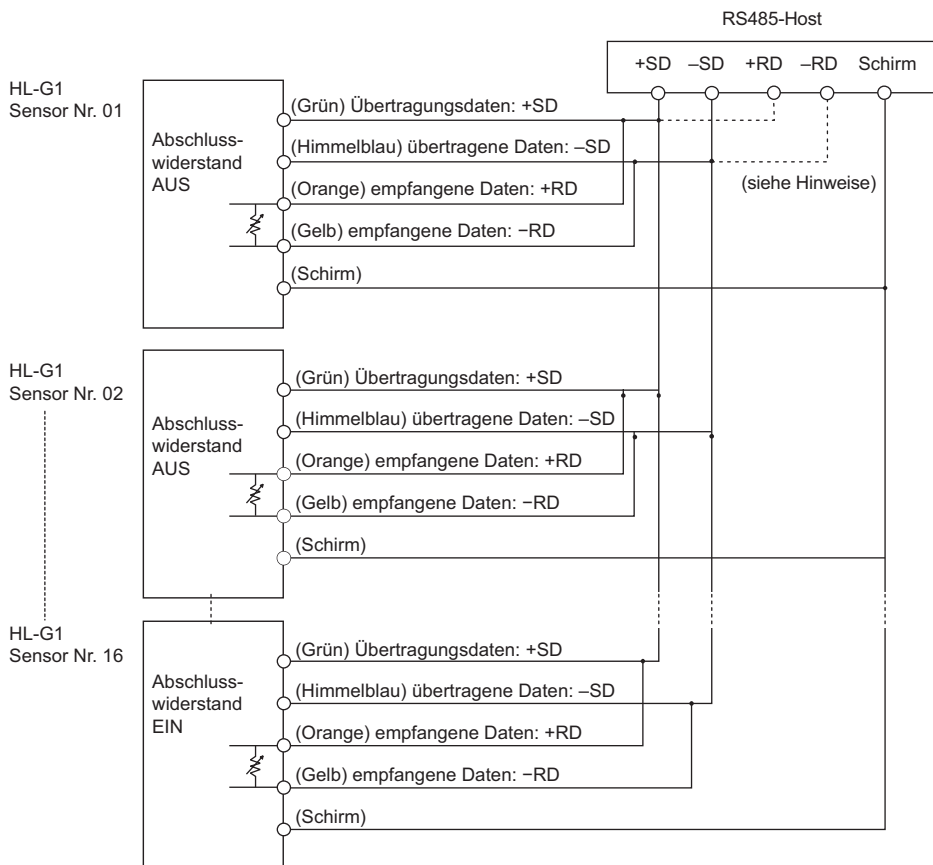 RS485-Host
+SD –SD +RD –RD Schirm
HL-G1
Sensor Nr. 01
Abschluss-
widerstand
AUS
(Grün) Übertragungsdaten: +SD
(Himmelblau) übertragene Daten: –SD
(Orange) empfangene Daten: +RD
(Gelb) empfangene Daten: −RD
(Schirm)
(siehe Hinweise)
HL-G1
Sensor Nr. 02
Abschluss-
widerstand
AUS
(Grün) Übertragungsdaten: +SD
(Himmelblau) übertragene Daten: –SD
(Orange) empfangene Daten: +RD
(Gelb) empfangene Daten: −RD
(Schirm)
HL-G1
Sensor Nr. 16
Abschluss-
widerstand
EIN
(Grün) Übertragungsdaten: +SD
(Himmelblau) übertragene Daten: –SD
(Orange) empfangene Daten: +RD
(Gelb) empfangene Daten: −RD
(Schirm)